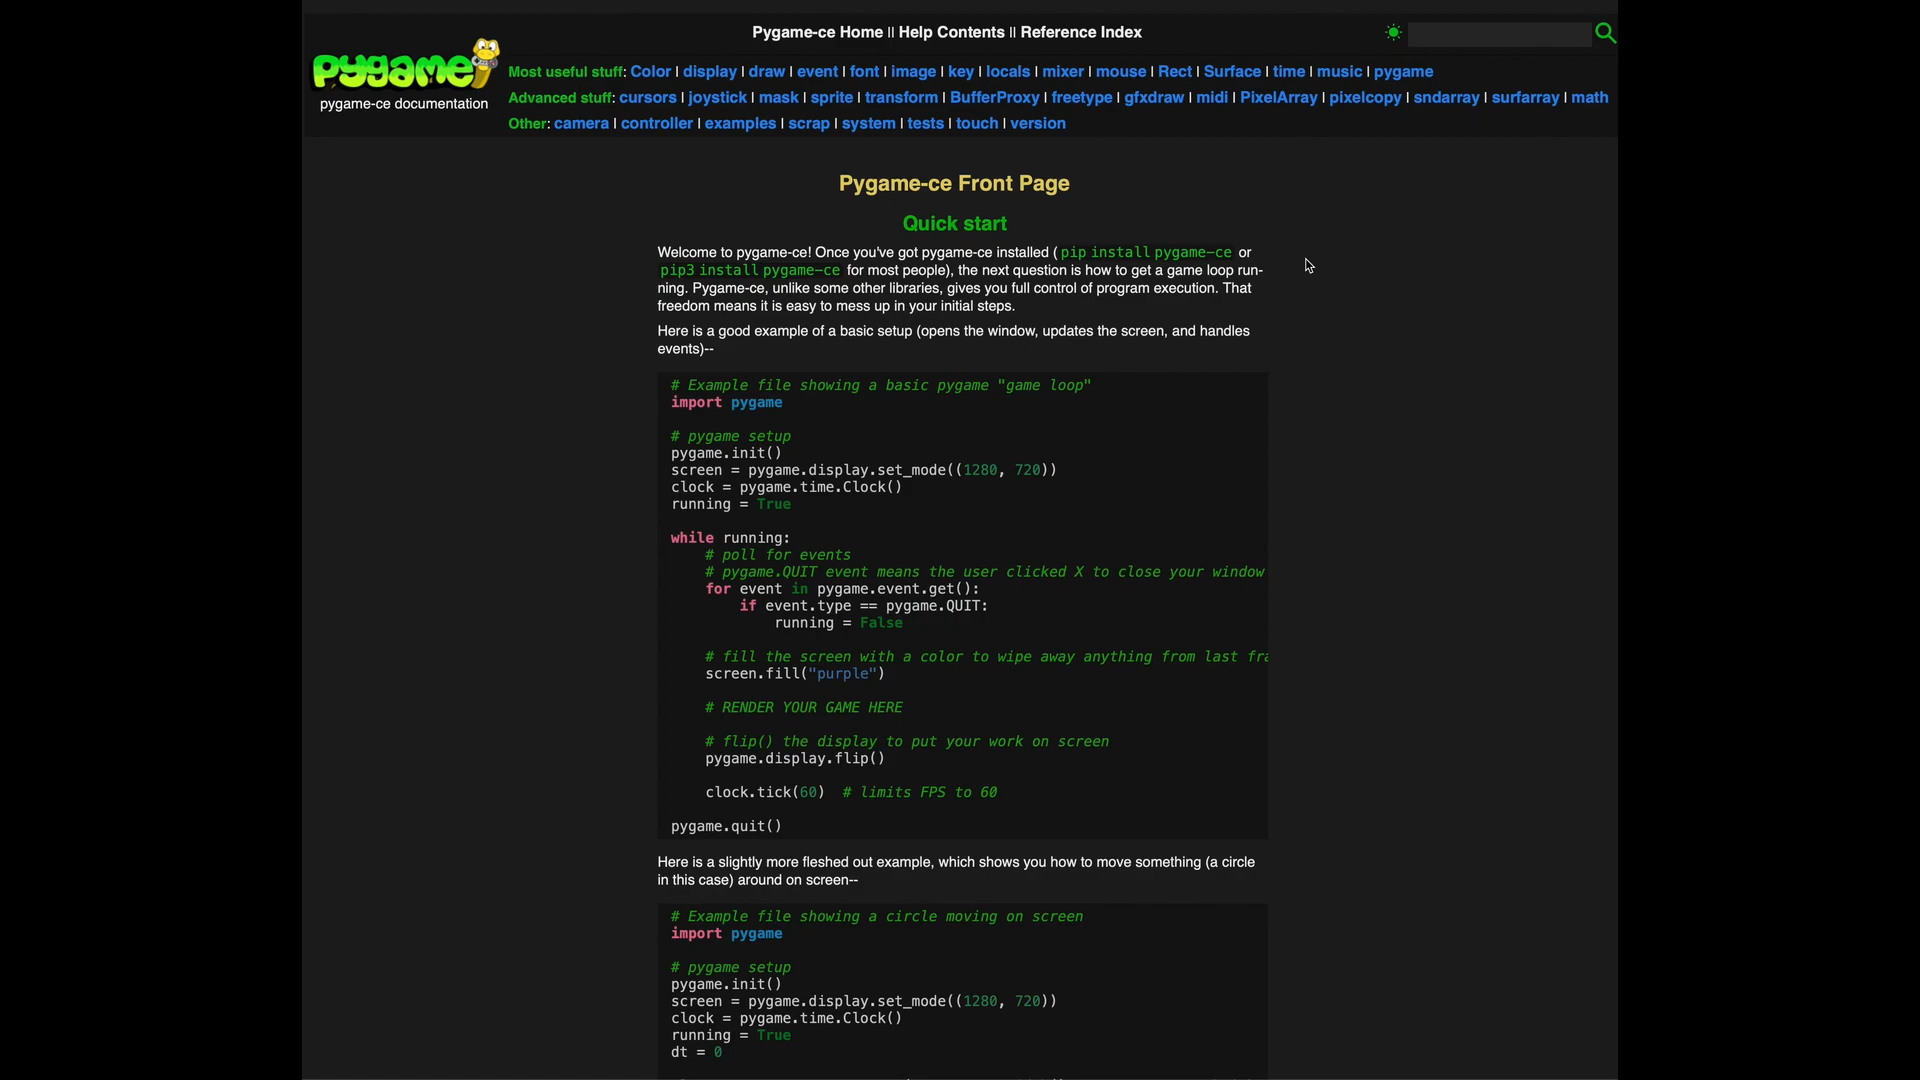 Pygame-ce Home || Help Contents || Reference Index
pygame
pygame-ce documentation
Most useful stuff: Color | display | draw | event | font | image | key | locals | mixer | mouse | Rect | Surface | time | music | pygame
Advanced stuff: cursors | joystick | mask | sprite | transform | BufferProxy | freetype | gfxdraw | midi | PixelArray | pixelcopy | sndarray | surfarray | math
Other: camera | controller | examples | scrap | system | tests | touch | version
Pygame-ce Front Page
Quick start
Welcome to pygame-ce! Once you've got pygame-ce installed ( pip install pygame-ce or
pip3 install pygame-ce for most people), the next question is how to get a game loop run-
ning. Pygame-ce, unlike some other libraries, gives you full control of program execution. That
freedom means it is easy to mess up in your initial steps.
Here is a good example of a basic setup (opens the window, updates the screen, and handles
events)--
# Example file showing a basic pygame "game loop"
import pygame
# pygame setup
pygame.init()
screen = pygame.display.set_mode((1280, 720))
clock = pygame.time.Clock()
running = True
while running:
# poll for events
# pygame.QUIT event means the user clicked X to close your window
for event in pygame.event.get():
if event.type == pygame.QUIT:
running = False
# fill the screen with a color to wipe away anything from last fra
screen.fill("purple")
# RENDER YOUR GAME HERE
# flip() the display to put your work on screen
pygame.display.flip()
clock.tick(60)  # limits FPS to 60
pygame.quit()
Here is a slightly more fleshed out example, which shows you how to move something (a circle
in this case) around on screen--
# Example file showing a circle moving on screen
import pygame
# pygame setup
pygame.init()
screen = pygame.display.set_mode((1280, 720))
clock = pygame.time.Clock()
running = True
dt = 0